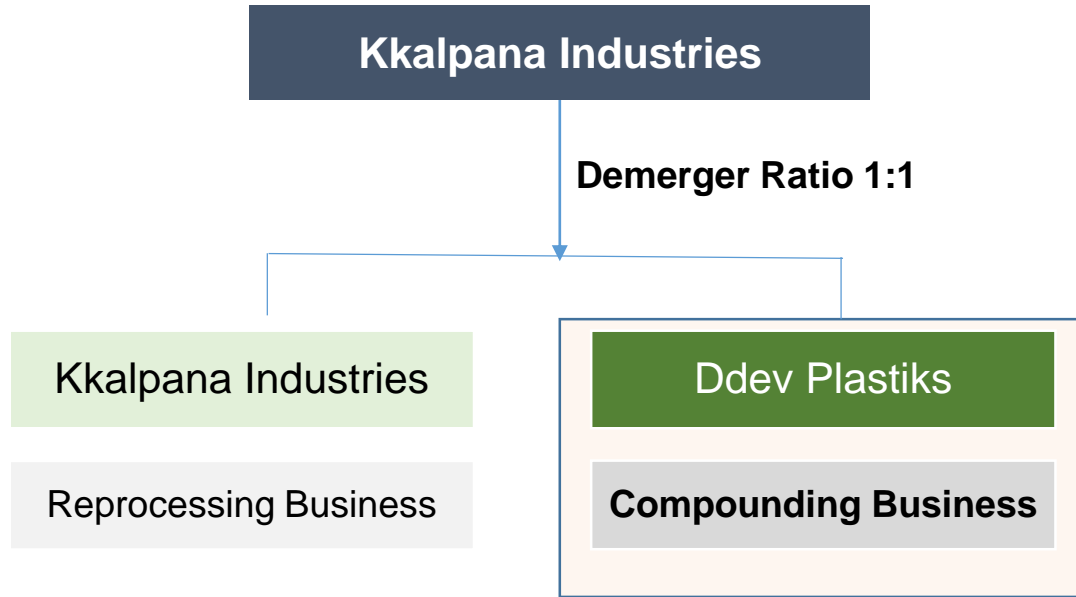 Kkalpana Industries
Demerger Ratio 1:1
Kkalpana Industries
Ddev Plastiks
Reprocessing Business
Compounding Business